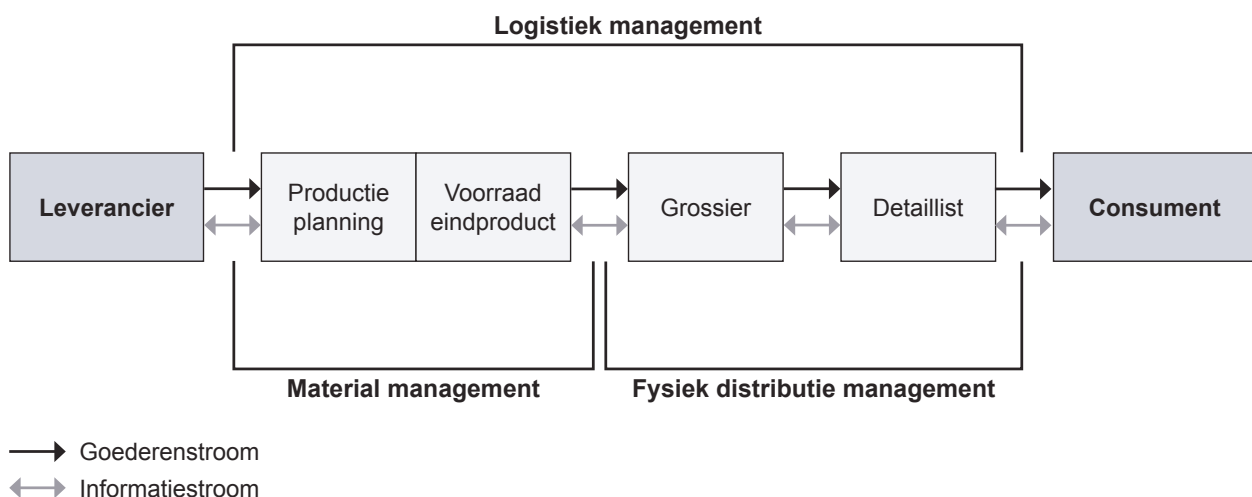 Logistiek management
Leverancier
Productie
planning
Voorraad
eindproduct
Grossier
Detaillist
Consument
Material management
Fysiek distributie management
Goederenstroom
Informatiestroom